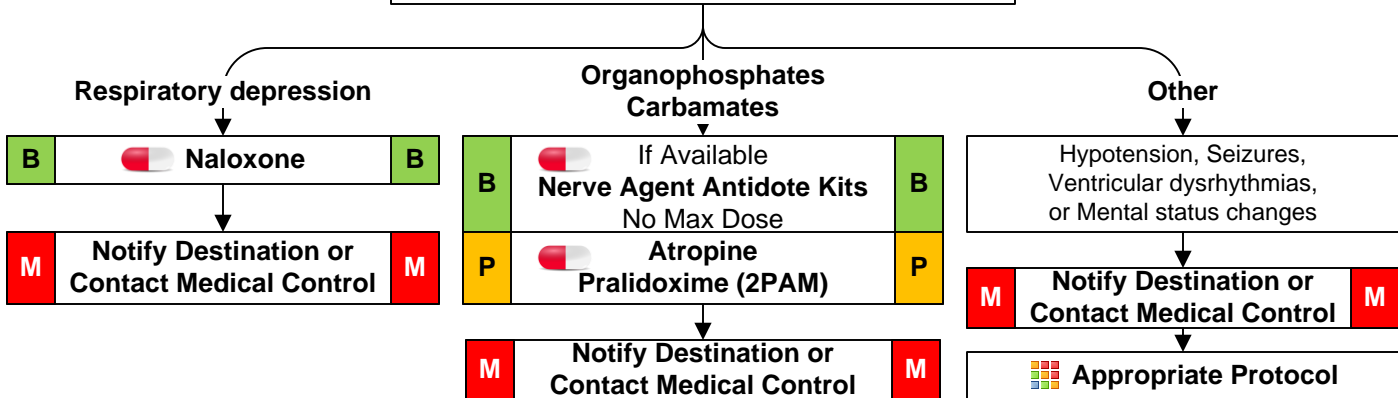 Respiratory depression
B Naloxone B
M Notify Destination or M
Contact Medical Control
Organophosphates
Carbamates
B If Available B
Nerve Agent Antidote Kits
No Max Dose
P Atropine P
Pralidoxime (2PAM)
M Notify Destination or M
Contact Medical Control
Other
Hypotension, Seizures,
Ventricular dysrhythmias,
or Mental status changes
M Notify Destination or M
Contact Medical Control
Appropriate Protocol